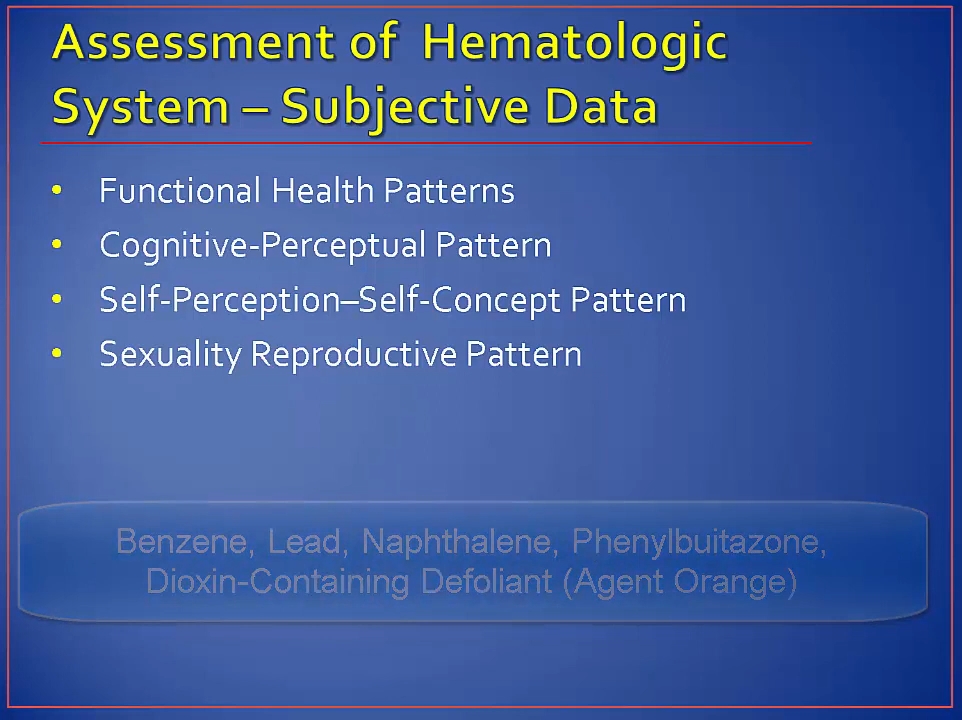 Assessment of Hematologic
System – Subjective Data
• Functional Health Patterns
• Cognitive-Perceptual Pattern
• Self-Perception–Self-Concept Pattern
• Sexuality Reproductive Pattern
Benzene, Lead, Naphthalene, Phenylbuitazone,
Dioxin-Containing Defoliant (Agent Orange)